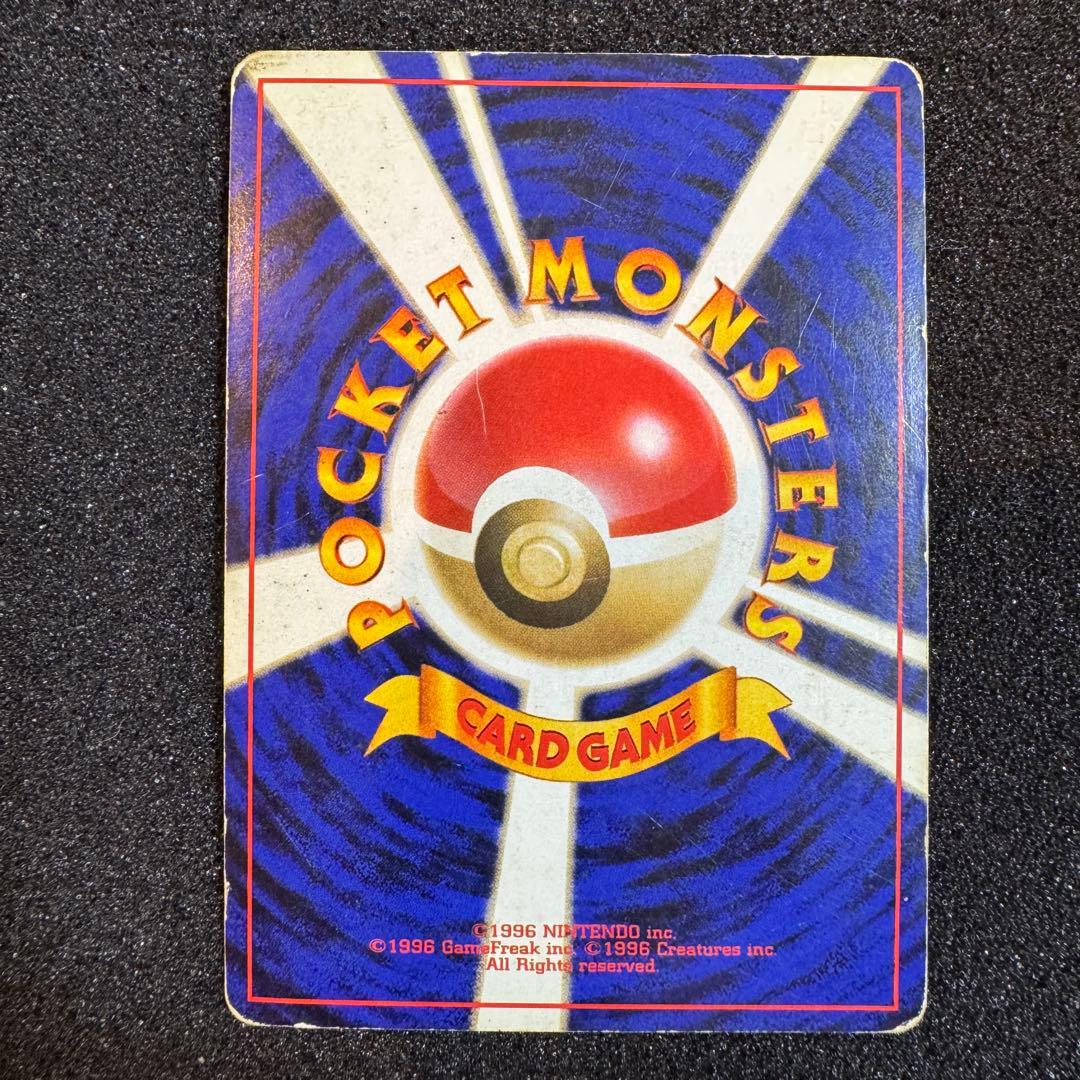 POCKET MONSTERS
CARD GAME
©1996 NINTENDO inc.
©1996 GameFreak inc. ©1996 Creatures inc.
All Rights reserved.